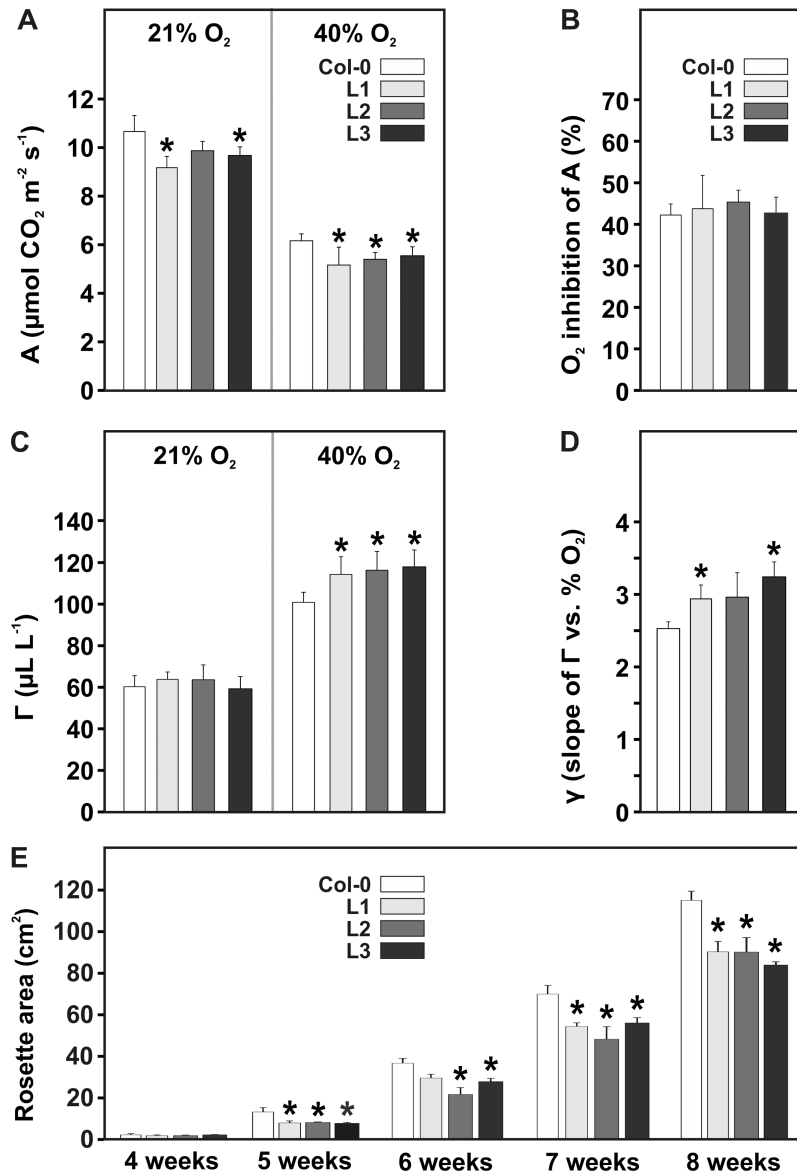 A
21% O₂
40% O₂
Col-0
L1
L2
L3
A (µmol CO₂ m⁻² s⁻¹)
12
10
8
6
4
2
0
*
*
*
*
*
B
Col-0
L1
L2
L3
O₂ inhibition of A (%)
70
60
50
40
30
20
10
0
C
21% O₂
40% O₂
Γ (µL L⁻¹)
140
120
100
80
60
40
20
0
*
*
*
D
γ (slope of Γ vs. % O₂)
4
3
2
1
0
*
*
E
Col-0
L1
L2
L3
Rosette area (cm²)
120
100
80
60
40
20
0
* * *
* *
* * *
* * *
4 weeks
5 weeks
6 weeks
7 weeks
8 weeks